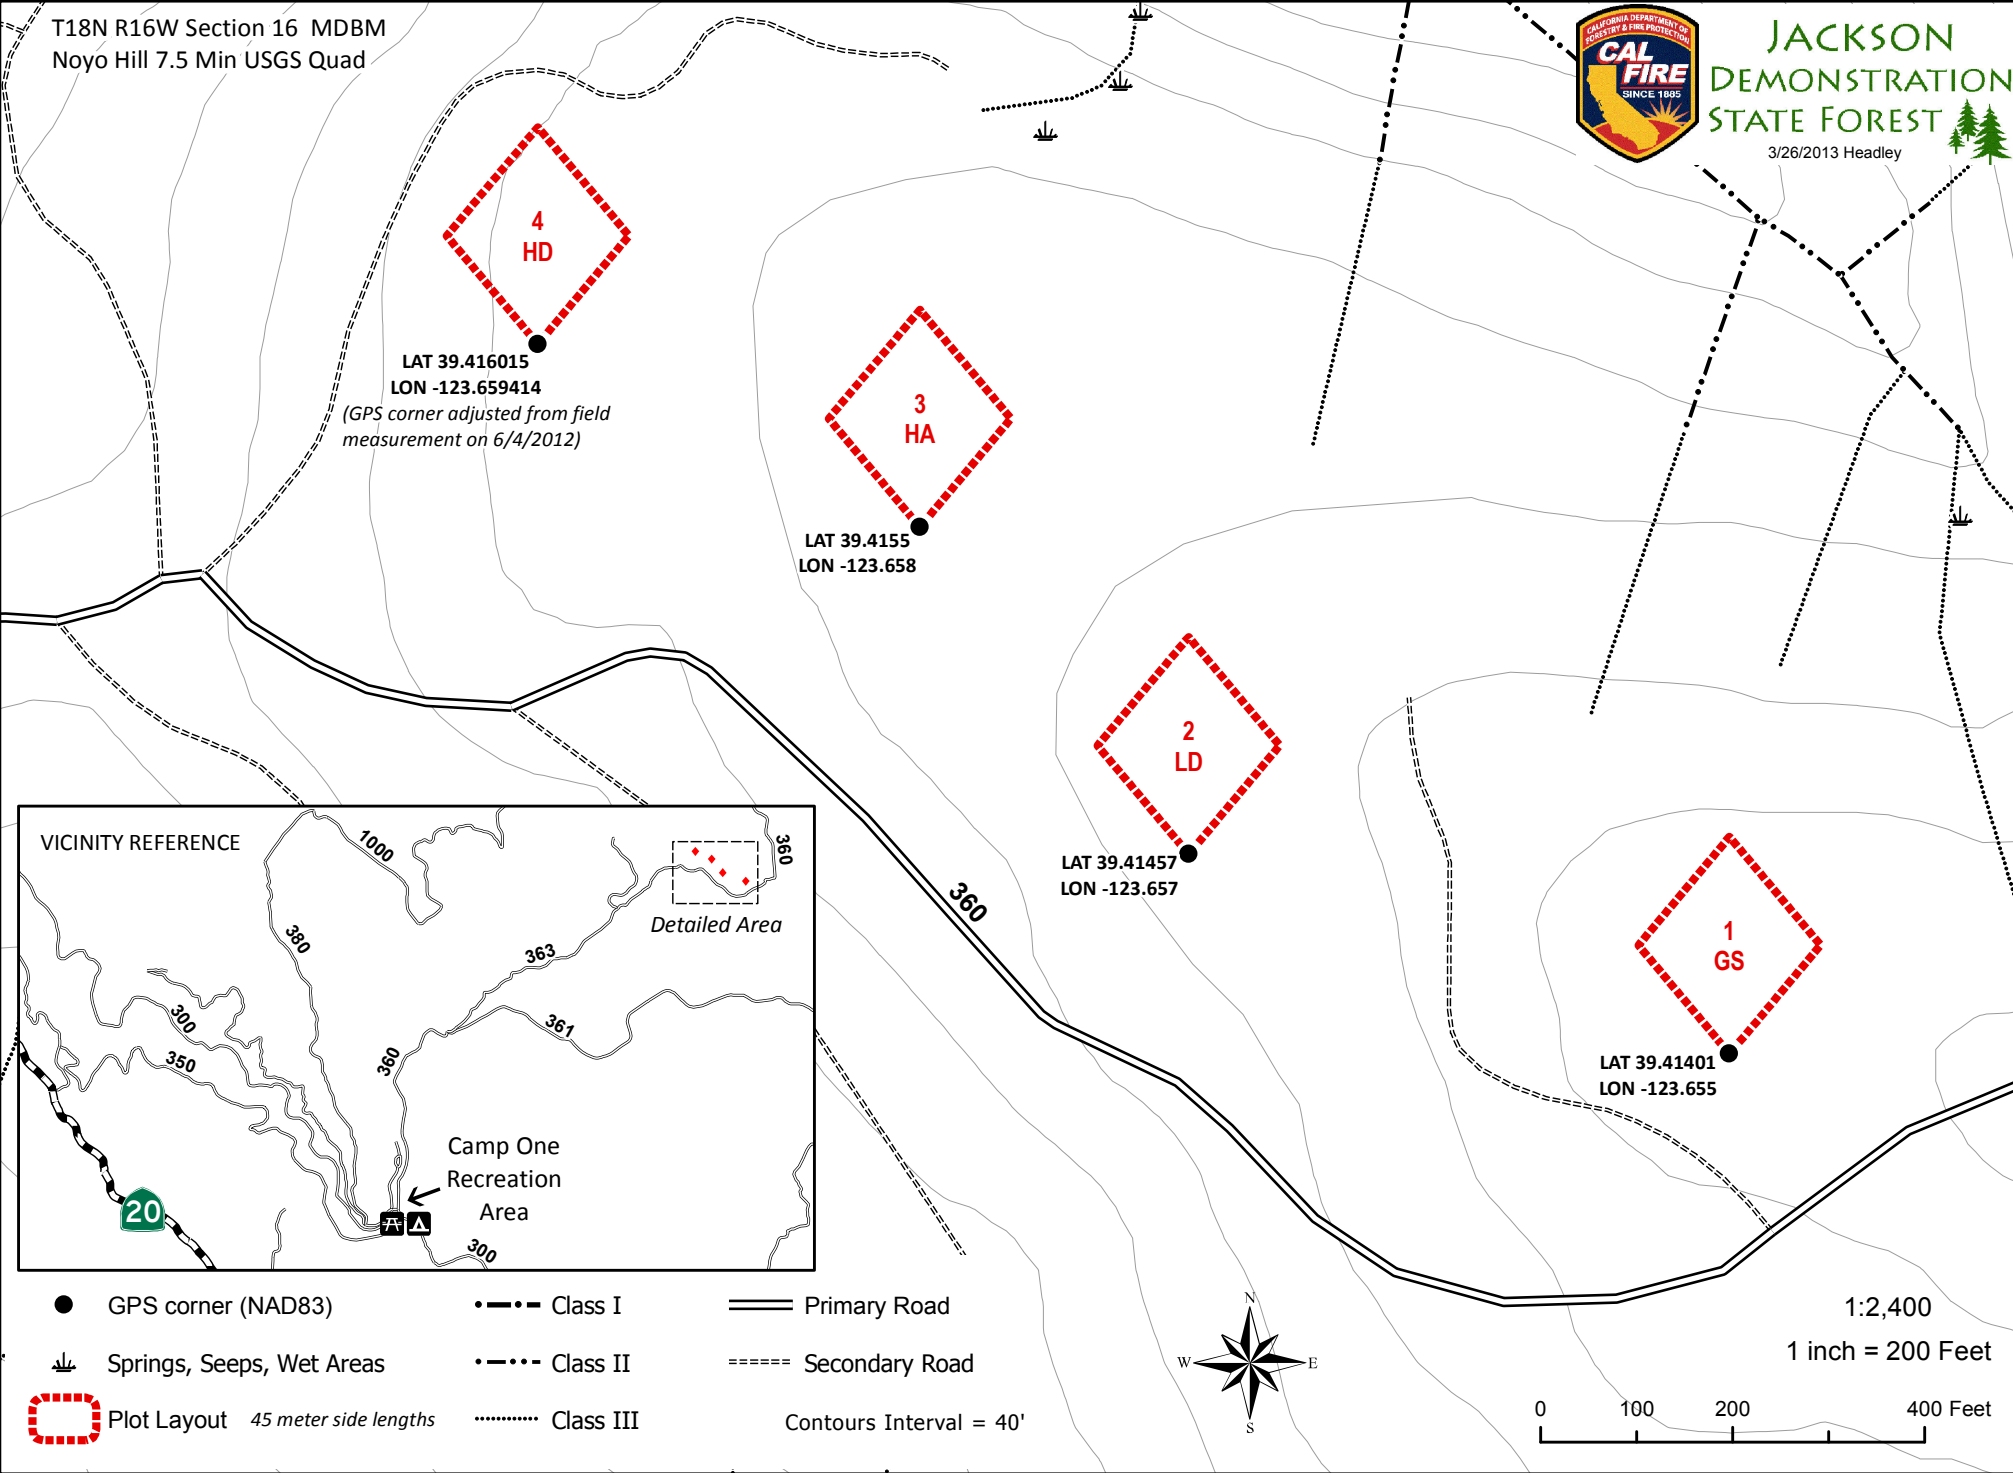 T18N R16W Section 16 MDBM
Noyo Hill 7.5 Min USGS Quad
CALIFORNIA DEPARTMENT OF
FORESTRY & FIRE PROTECTION
CAL
FIRE
SINCE 1885
JACKSON
DEMONSTRATION
STATE FOREST
3/26/2013 Headley
4
HD
LAT 39.416015
LON -123.659414
(GPS corner adjusted from field
measurement on 6/4/2012)
3
HA
LAT 39.4155
LON -123.658
2
LD
LAT 39.41457
LON -123.657
1
GS
LAT 39.41401
LON -123.655
360
VICINITY REFERENCE
1000
360
Detailed Area
380
363
300
361
350
360
Camp One
Recreation
Area
20
300
GPS corner (NAD83)
Class I
Primary Road
Springs, Seeps, Wet Areas
Class II
Secondary Road
Plot Layout 45 meter side lengths
Class III
Contours Interval = 40'
N
W
E
S
1:2,400
1 inch = 200 Feet
0 100 200 400 Feet